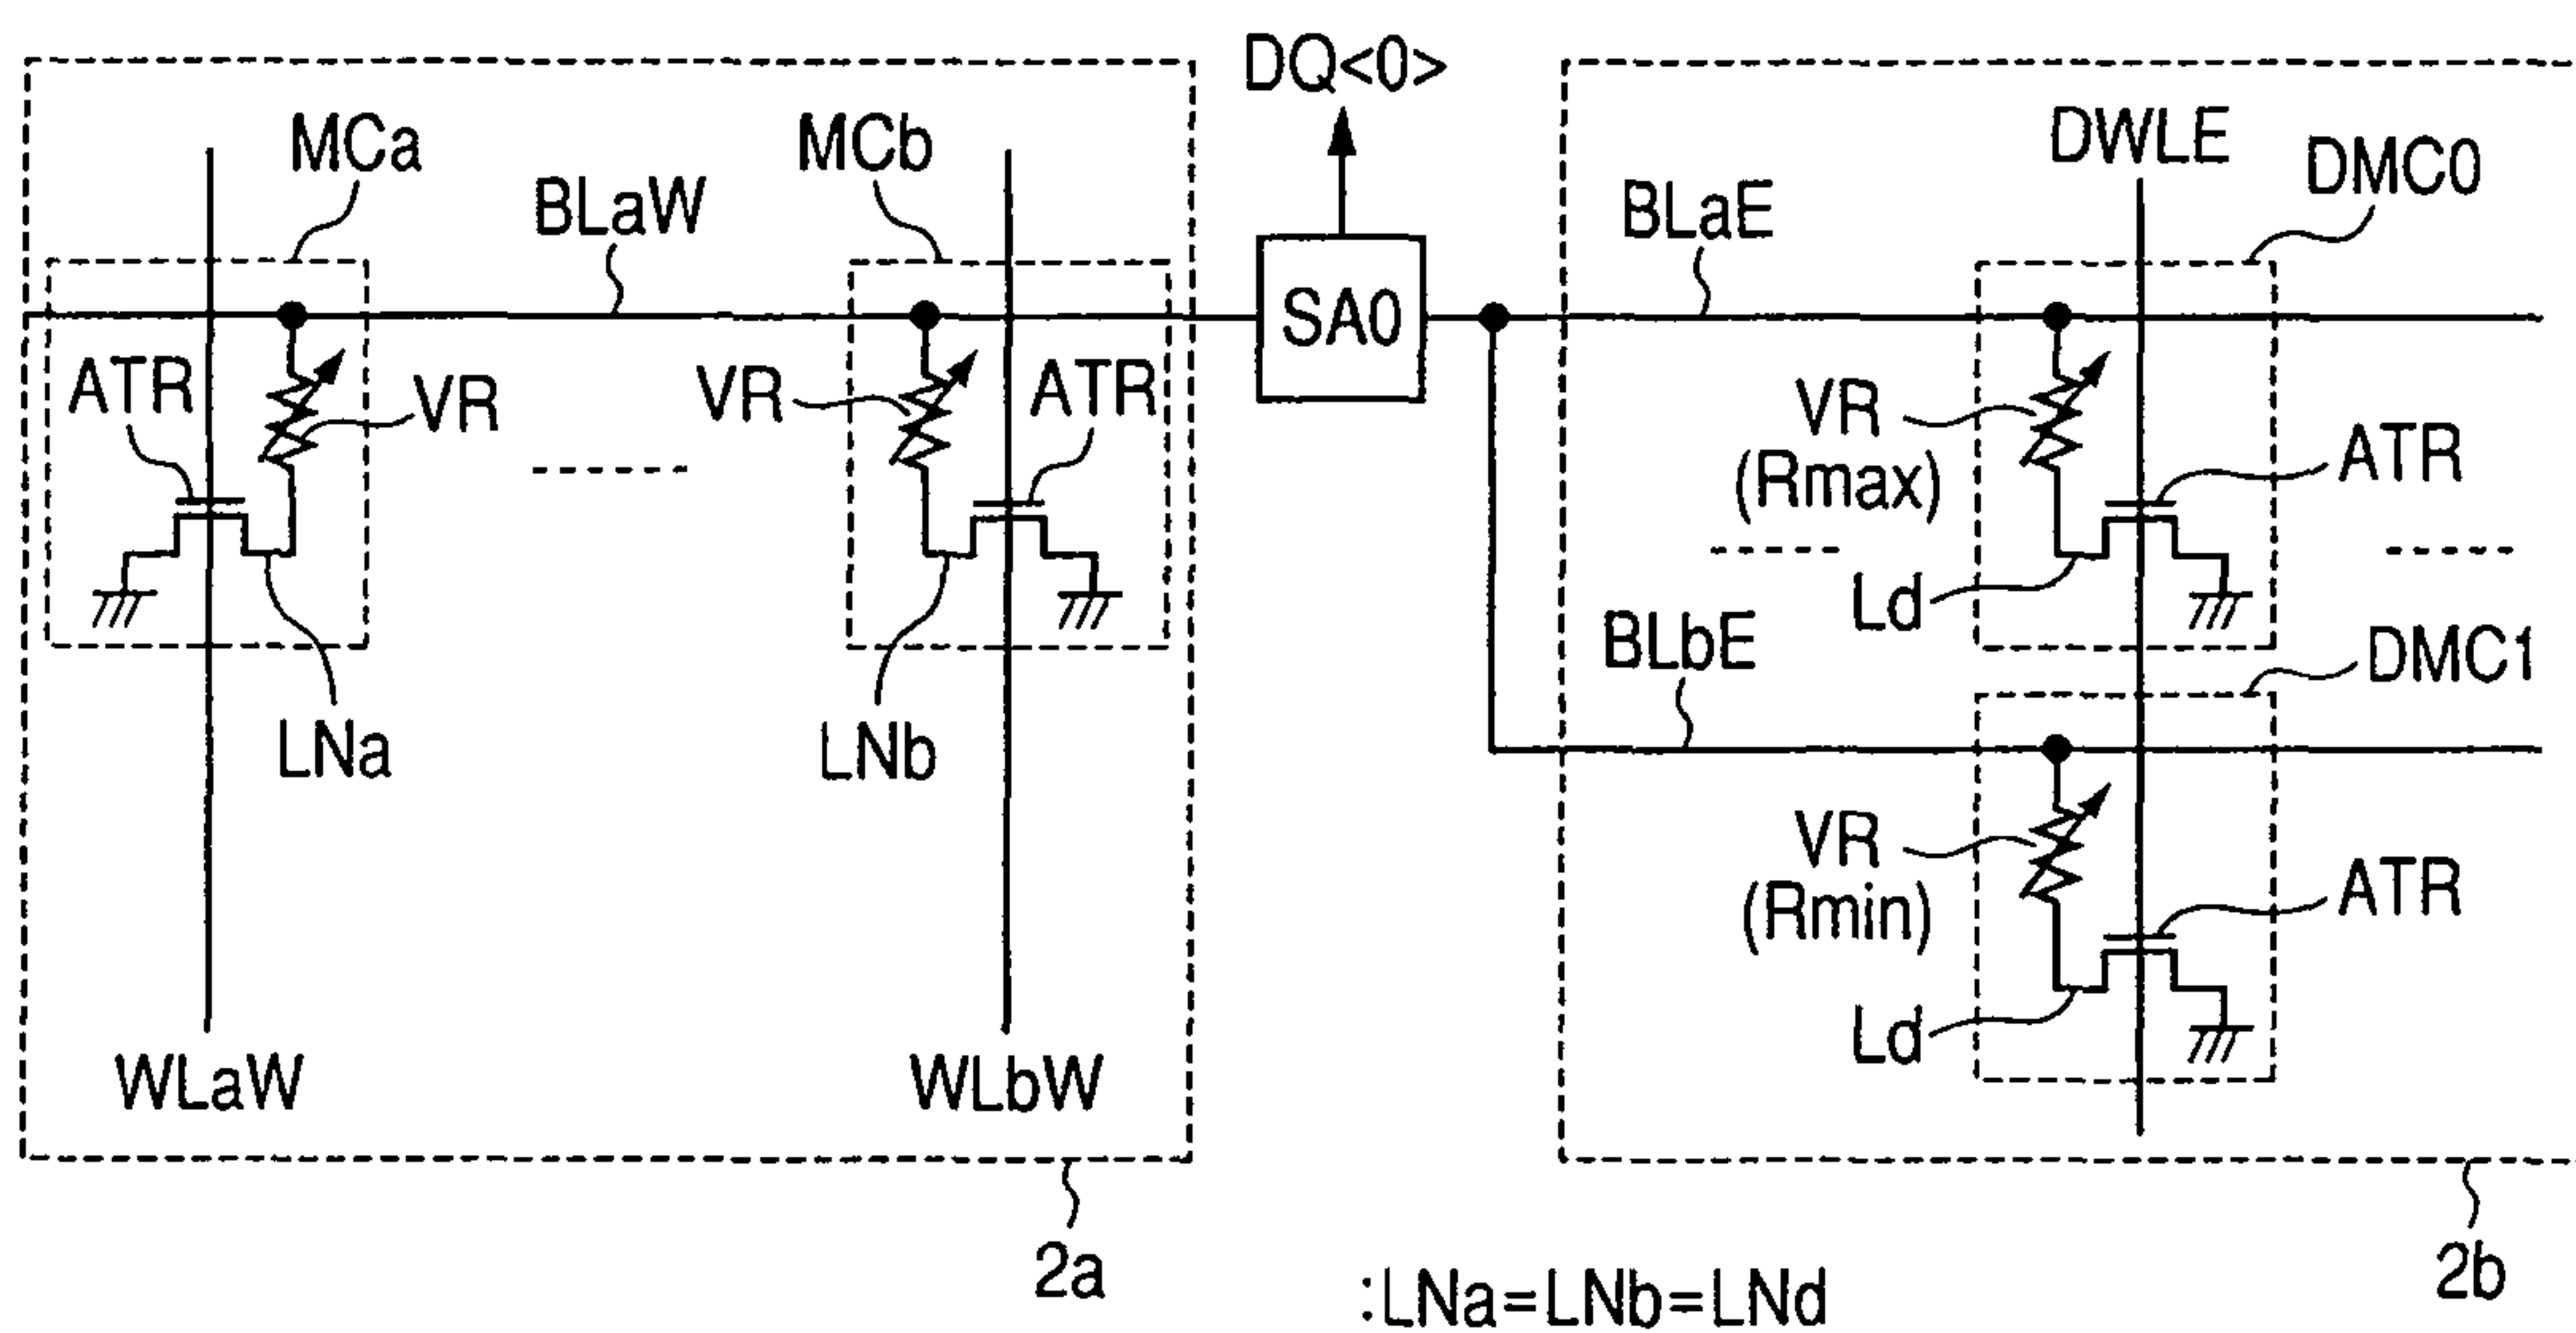 DQ<0>
MCa
MCb
DWLE
DMC0
BLaW
BLaE
SA0
ATR
VR
VR
ATR
VR
(Rmax)
ATR
Ld
LNa
LNb
BLbE
DMC1
VR
(Rmin)
ATR
Ld
WLaW
WLbW
2a
2b
:LNa=LNb=LNd